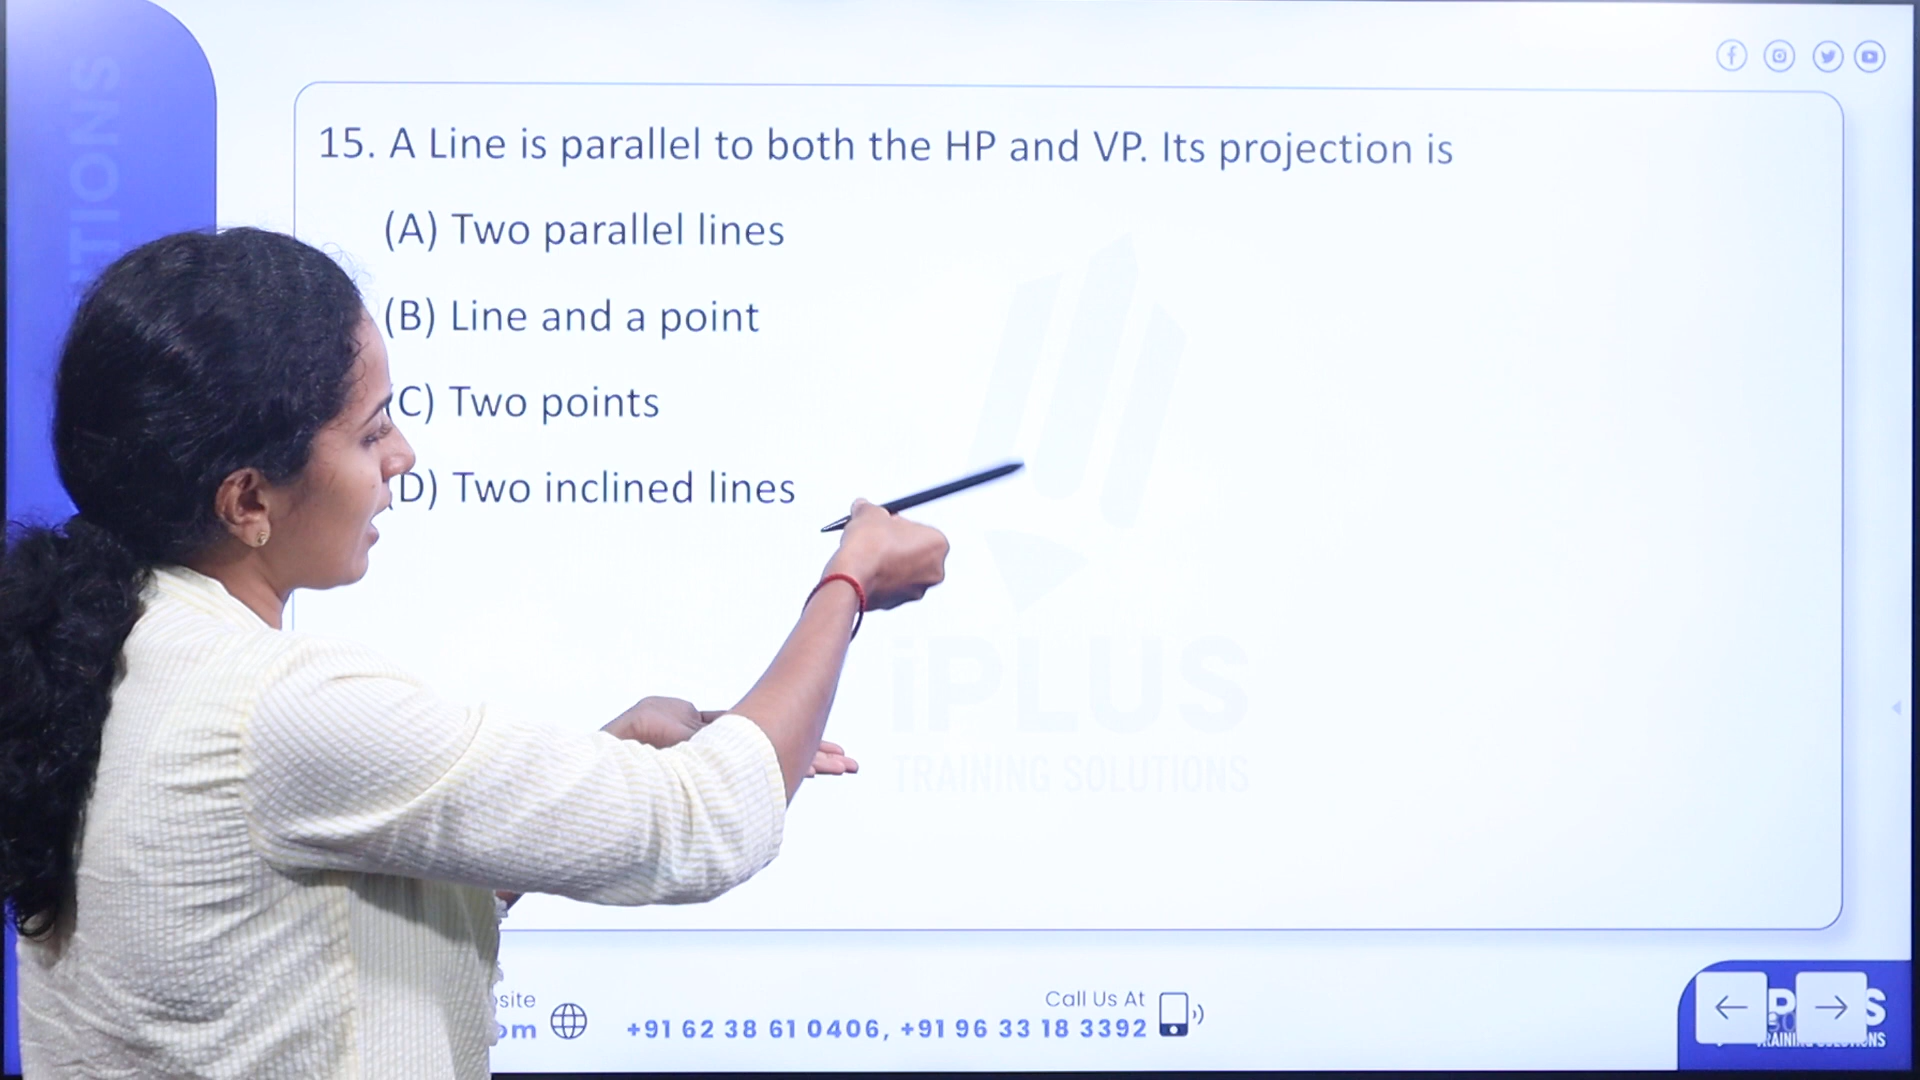 15. A Line is parallel to both the HP and VP. Its projection is
(A) Two parallel lines
(B) Line and a point
(C) Two points
(D) Two inclined lines
iPLUS
TRAINING SOLUTIONS
Call Us At
+91 62 38 61 0406, +91 96 33 18 3392